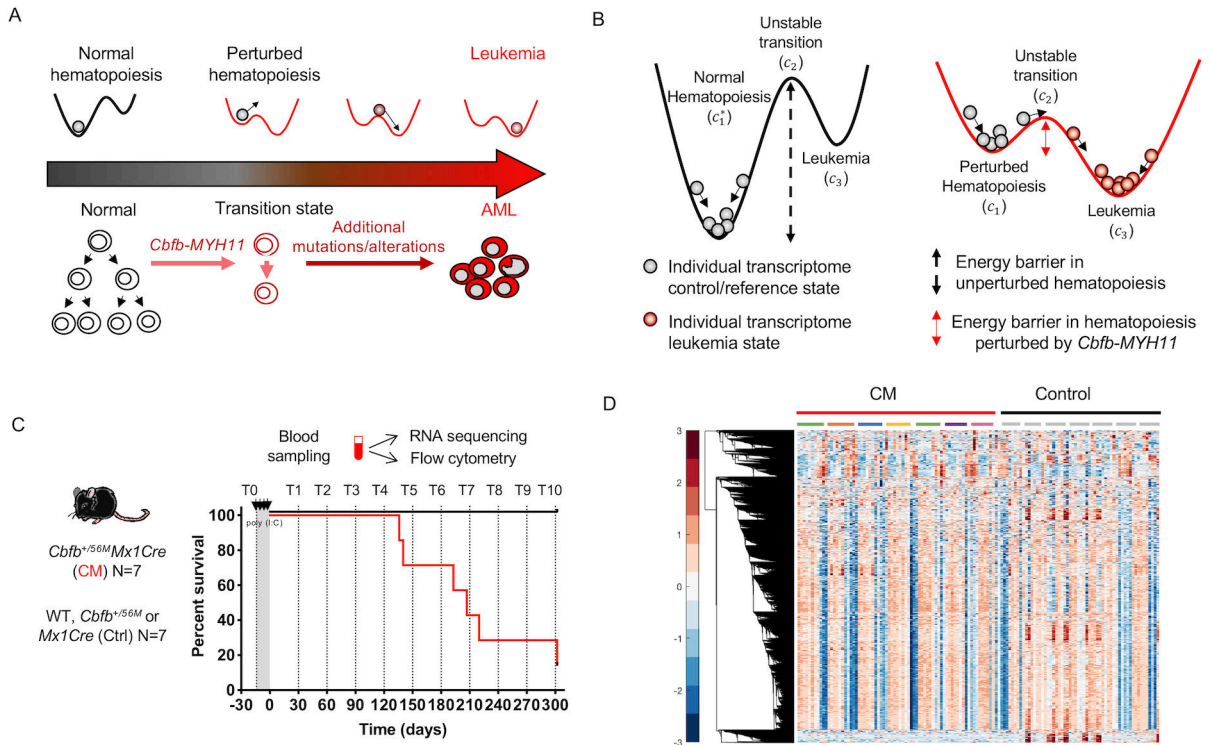 A
Normal
hematopoiesis
Perturbed
hematopoiesis
Leukemia
Normal
Transition state
AML
Cbfb-MYH11
Additional
mutations/alterations
B
Normal
Hematopoiesis
(c₁*)
Unstable
transition
(c₂)
Leukemia
(c₃)
Unstable
transition
(c₂)
Perturbed
Hematopoiesis
(c₁)
Leukemia
(c₃)
Individual transcriptome
control/reference state
Individual transcriptome
leukemia state
Energy barrier in
unperturbed hematopoiesis
Energy barrier in hematopoiesis
perturbed by Cbfb-MYH11
C
Blood
sampling
RNA sequencing
Flow cytometry
T0 T1 T2 T3 T4 T5 T6 T7 T8 T9 T10
poly (I:C)
Cbfb+/56MMx1Cre
(CM) N=7
WT, Cbfb+/56M or
Mx1Cre (Ctrl) N=7
Percent survival
100
80
60
40
20
0
-30 0 30 60 90 120 150 180 210 240 270 300
Time (days)
D
CM Control
3
2
1
0
-1
-2
-3